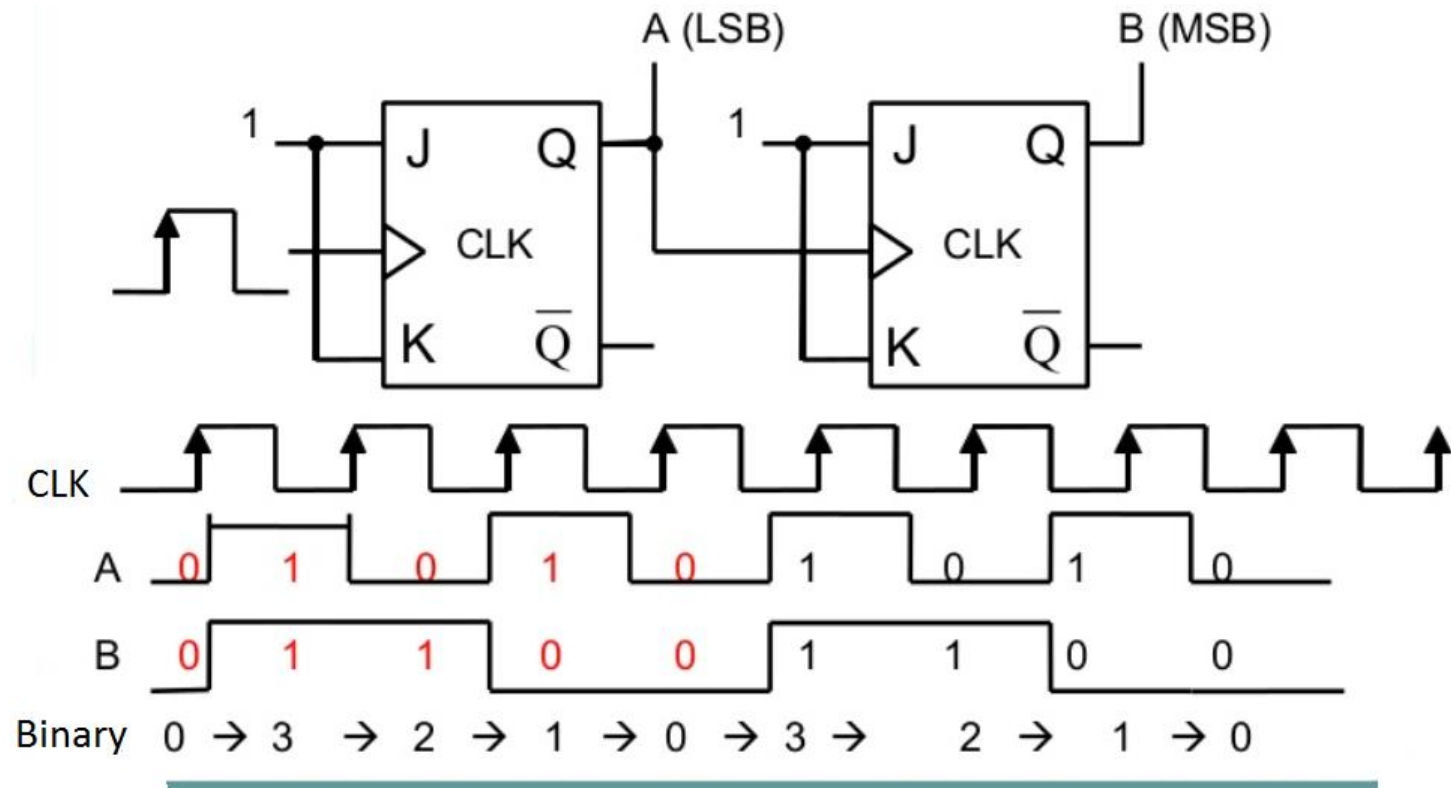 A (LSB) B (MSB)
1 J Q 1 J Q
CLK CLK
K Q̅ K Q̅
CLK
A 0 1 0 1 0 1 0 1 0
B 0 1 1 0 0 1 1 0 0
Binary 0 → 3 → 2 → 1 → 0 → 3 → 2 → 1 → 0